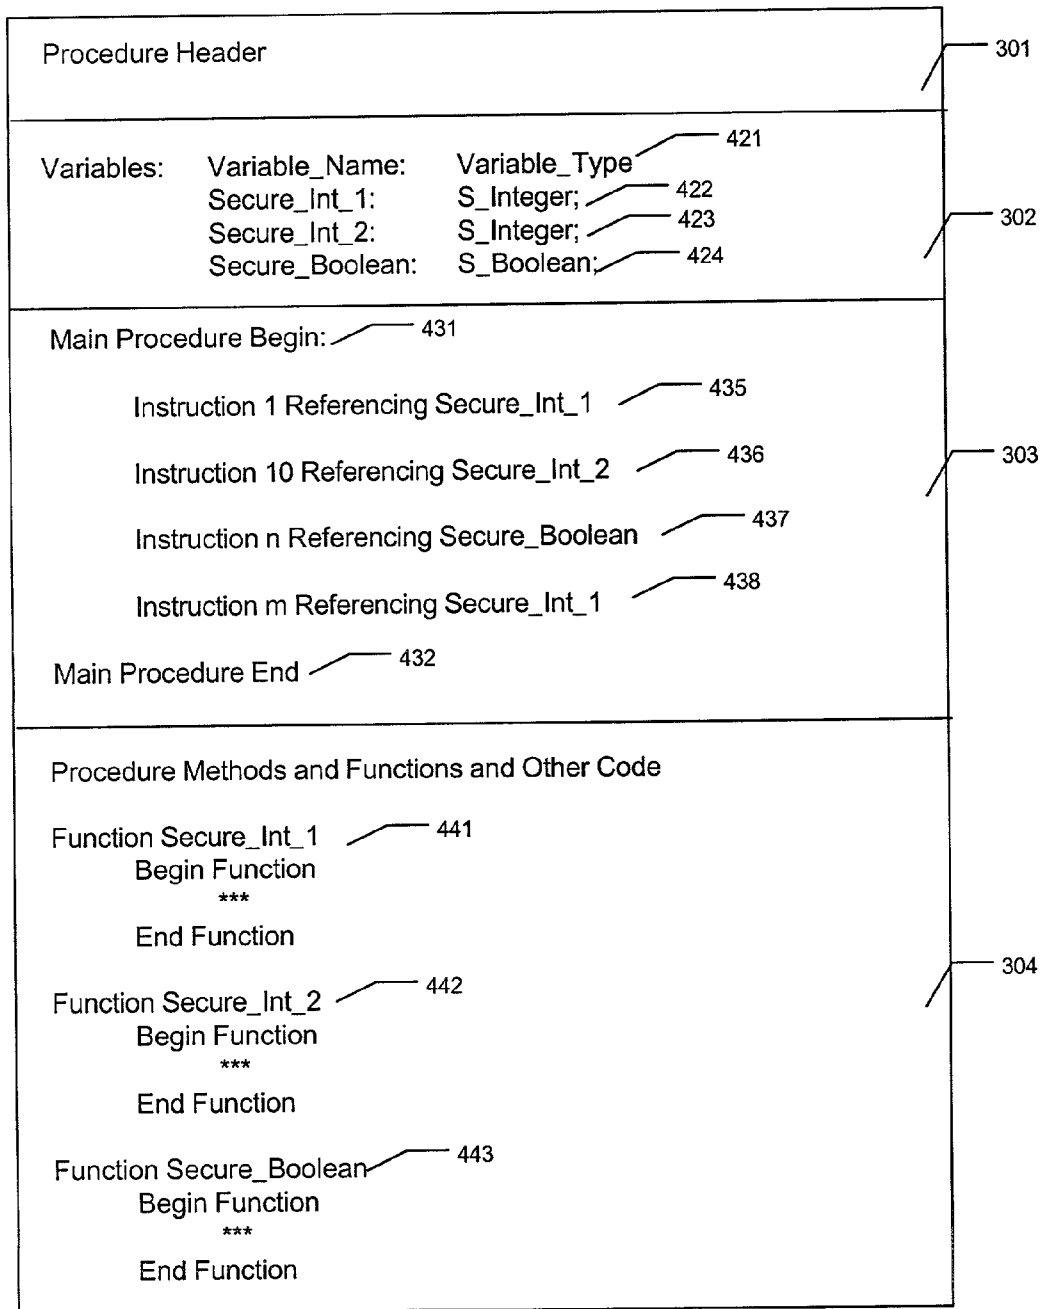 Procedure Header
301
Variables: Variable_Name: Variable_Type 421
Secure_Int_1: S_Integer; 422
Secure_Int_2: S_Integer; 423
302
Secure_Boolean: S_Boolean; 424
Main Procedure Begin: 431
Instruction 1 Referencing Secure_Int_1 435
Instruction 10 Referencing Secure_Int_2 436
303
Instruction n Referencing Secure_Boolean 437
Instruction m Referencing Secure_Int_1 438
Main Procedure End 432
Procedure Methods and Functions and Other Code
Function Secure_Int_1 441
Begin Function
***
End Function
304
Function Secure_Int_2 442
Begin Function
***
End Function
Function Secure_Boolean 443
Begin Function
***
End Function